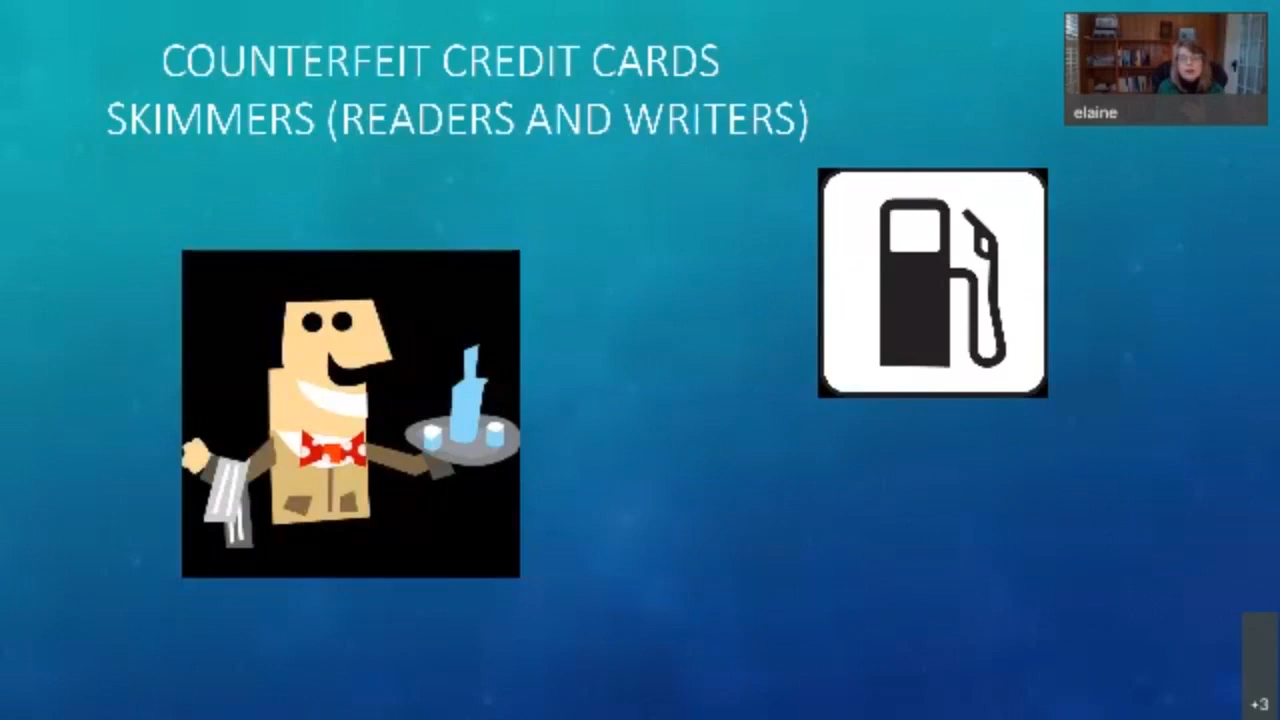 COUNTERFEIT CREDIT CARDS
SKIMMERS (READERS AND WRITERS)
elaine
+3